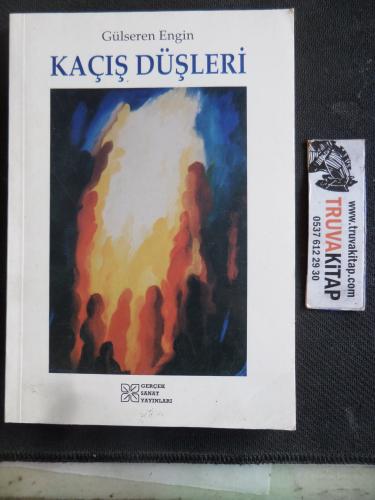 Gülseren Engin
KAÇIŞ DÜŞLERİ
GERÇEK
SANAT
YAYINLARI
www.truvakitap.com
TRUVAKİTAP
0537 612 29 30